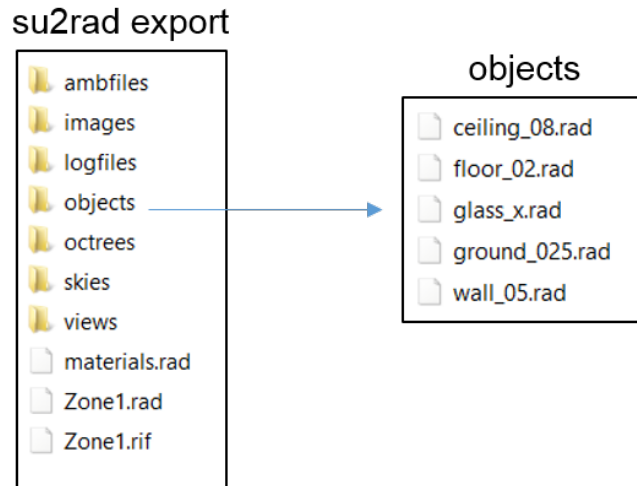 su2rad export
ambfiles
images
logfiles
objects
octrees
skies
views
materials.rad
Zone1.rad
Zone1.rif
objects
ceiling_08.rad
floor_02.rad
glass_x.rad
ground_025.rad
wall_05.rad